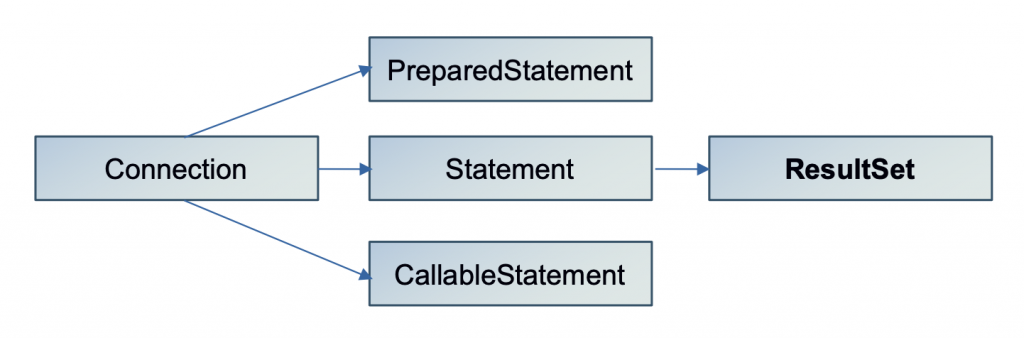 PreparedStatement
Connection
Statement
ResultSet
CallableStatement